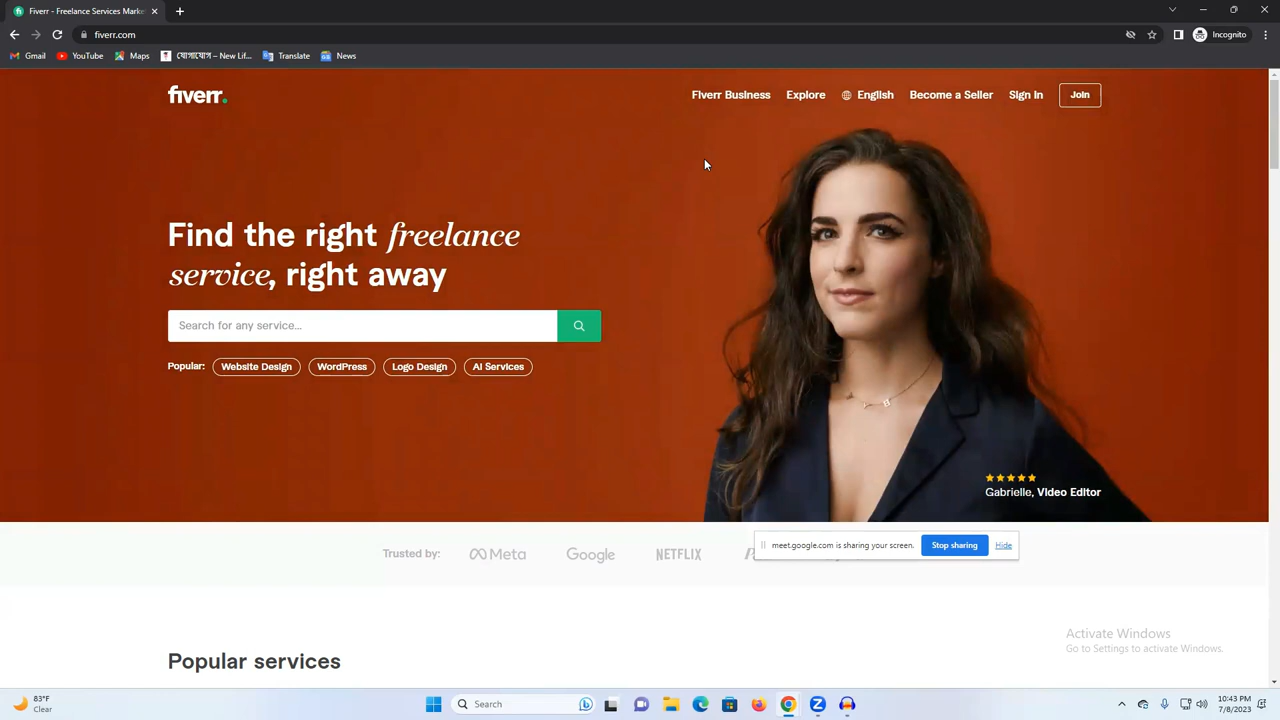 Fiverr - Freelance Services Marke
fiverr.com
Incognito
Gmail
YouTube
Maps
যোগাযোগ – New Lif...
Translate
News
fiverr.
Fiverr Business
Explore
English
Become a Seller
Sign In
Join
Find the right freelance
service, right away
Search for any service...
Popular:
Website Design
WordPress
Logo Design
AI Services
Gabrielle, Video Editor
Trusted by:
Meta
Google
NETFLIX
meet.google.com is sharing your screen.
Stop sharing
Hide
Activate Windows
Go to Settings to activate Windows.
Popular services
83°F
Clear
Search
10:43 PM
7/8/2023